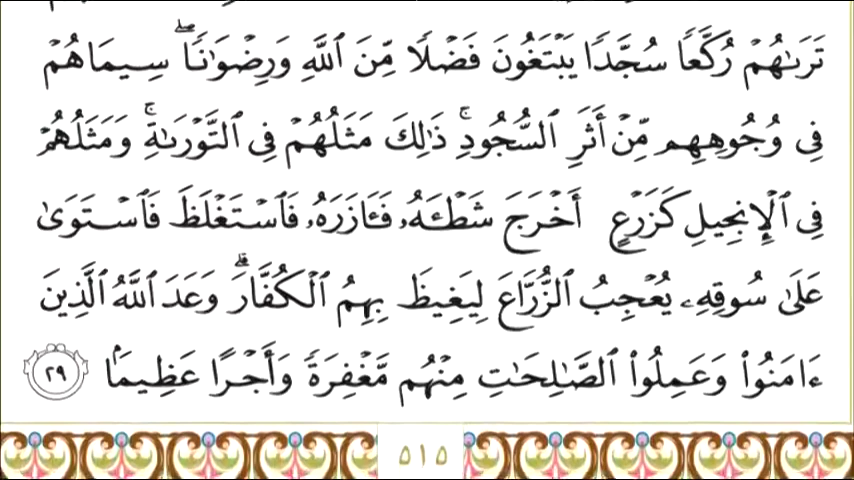 تَرَىٰهُمْ رُكَّعًا سُجَّدًا يَبْتَغُونَ فَضْلًا مِّنَ ٱللَّهِ وَرِضْوَٰنًا ۖ سِيمَاهُمْ
فِى وُجُوهِهِم مِّنْ أَثَرِ ٱلسُّجُودِ ۚ ذَٰلِكَ مَثَلُهُمْ فِى ٱلتَّوْرَىٰةِ ۚ وَمَثَلُهُمْ
فِى ٱلْإِنجِيلِ كَزَرْعٍ أَخْرَجَ شَطْـَٔهُۥ فَـَٔازَرَهُۥ فَٱسْتَغْلَظَ فَٱسْتَوَىٰ
عَلَىٰ سُوقِهِۦ يُعْجِبُ ٱلزُّرَّاعَ لِيَغِيظَ بِهِمُ ٱلْكُفَّارَ ۗ وَعَدَ ٱللَّهُ ٱلَّذِينَ
ءَامَنُوا۟ وَعَمِلُوا۟ ٱلصَّٰلِحَٰتِ مِنْهُم مَّغْفِرَةً وَأَجْرًا عَظِيمًۢا ٢٩
٥١٥